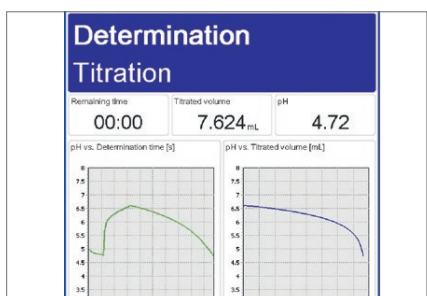 Determination
Titration
Remaining time
00:00
Titrated volume
7.624 mL
pH
4.72
pH vs. Determination time [s]
8
7.5
7
6.5
6
5.5
5
4.5
4
3.5
pH vs. Titrated volume [mL]
8
7.5
7
6.5
6
5.5
5
4.5
4
3.5